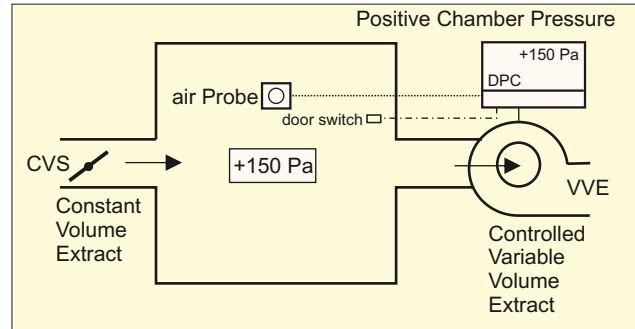 Positive Chamber Pressure
+150 Pa
DPC
air Probe
door switch
CVS
+150 Pa
VVE
Constant
Volume
Extract
Controlled
Variable
Volume
Extract